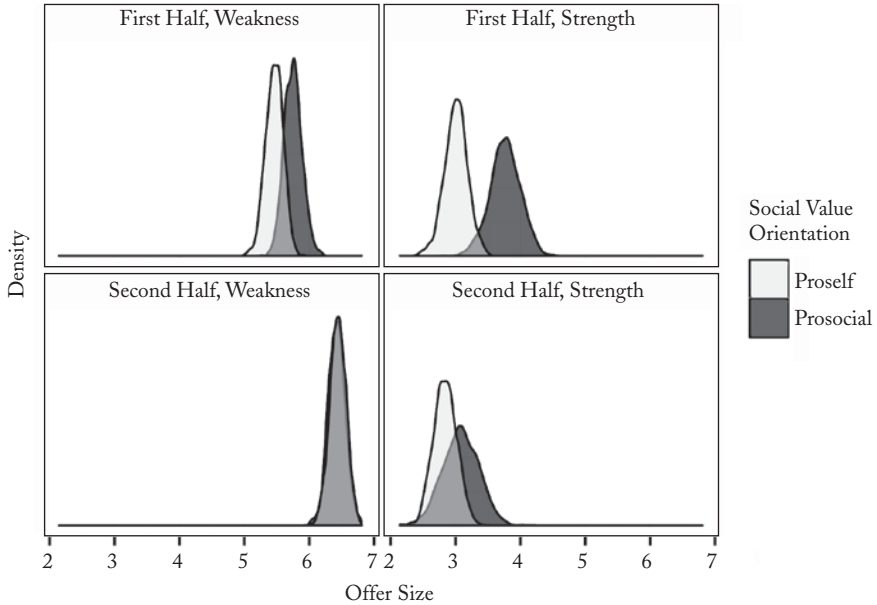 First Half, Weakness
First Half, Strength
Second Half, Weakness
Second Half, Strength
Density
2 3 4 5 6 7
2 3 4 5 6 7
Offer Size
Social Value
Orientation
Proself
Prosocial